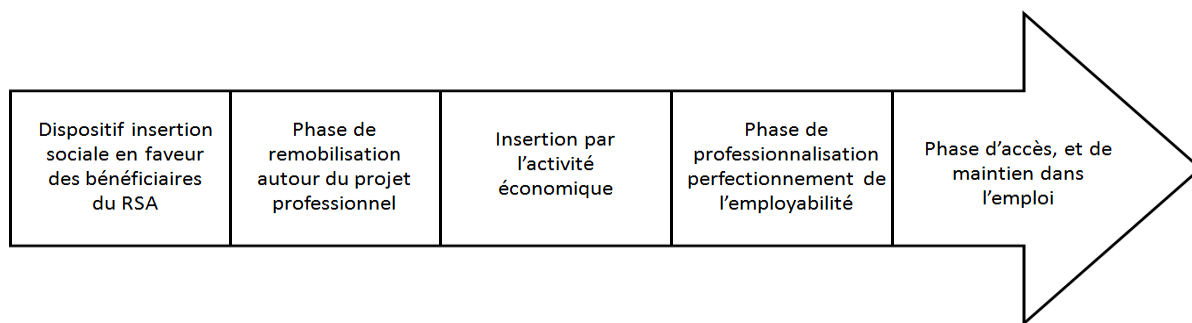 Dispositif insertion
sociale en faveur
des bénéficiaires
du RSA
Phase de
remobilisation
autour du projet
professionnel
Insertion par
l’activité
économique
Phase de
professionnalisation
perfectionnement de
l’employabilité
Phase d’accès, et de
maintien dans
l’emploi